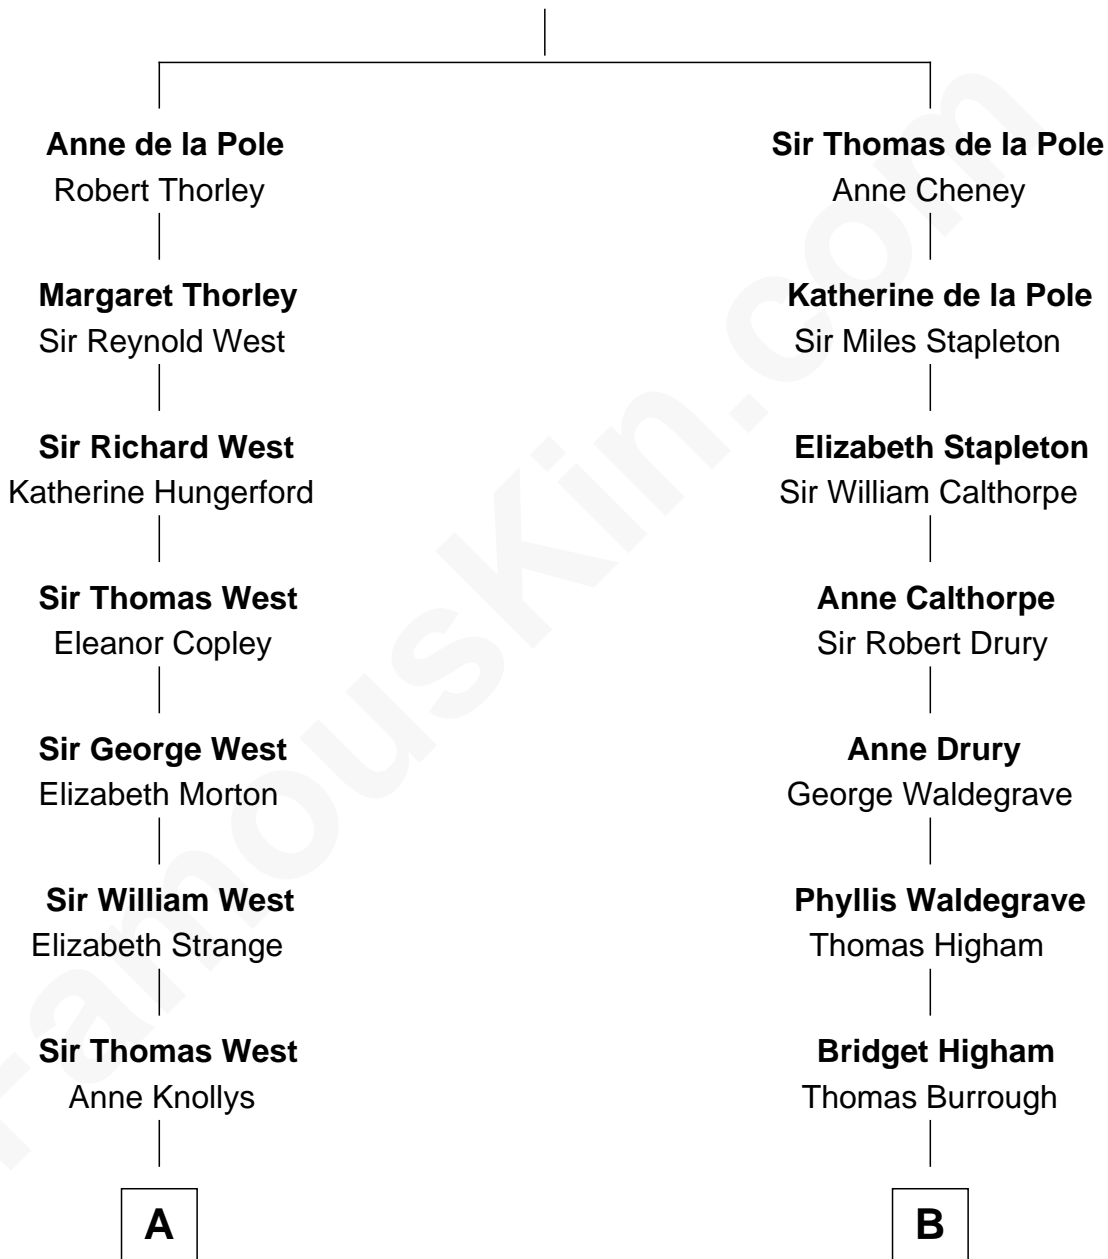 Anne de la Pole
Robert Thorley
Margaret Thorley
Sir Reynold West
Sir Richard West
Katherine Hungerford
Sir Thomas West
Eleanor Copley
Sir George West
Elizabeth Morton
Sir William West
Elizabeth Strange
Sir Thomas West
Anne Knollys
A
Sir Thomas de la Pole
Anne Cheney
Katherine de la Pole
Sir Miles Stapleton
Elizabeth Stapleton
Sir William Calthorpe
Anne Calthorpe
Sir Robert Drury
Anne Drury
George Waldegrave
Phyllis Waldegrave
Thomas Higham
Bridget Higham
Thomas Burrough
B
FamousKin.com